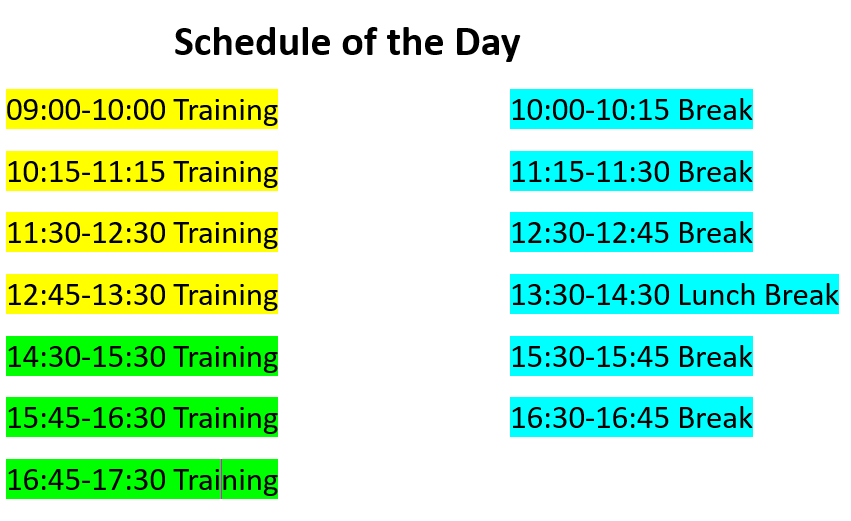 Schedule of the Day
09:00-10:00 Training 10:00-10:15 Break
10:15-11:15 Training 11:15-11:30 Break
11:30-12:30 Training 12:30-12:45 Break
12:45-13:30 Training 13:30-14:30 Lunch Break
14:30-15:30 Training 15:30-15:45 Break
15:45-16:30 Training 16:30-16:45 Break
16:45-17:30 Training